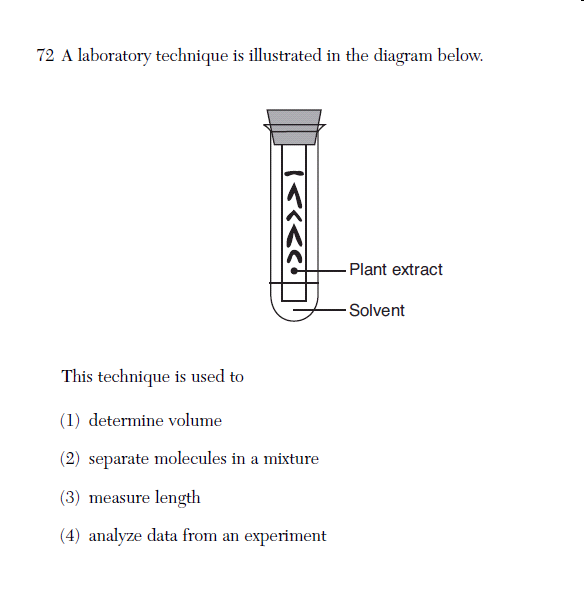 72 A laboratory technique is illustrated in the diagram below.
Plant extract
Solvent
This technique is used to
(1) determine volume
(2) separate molecules in a mixture
(3) measure length
(4) analyze data from an experiment